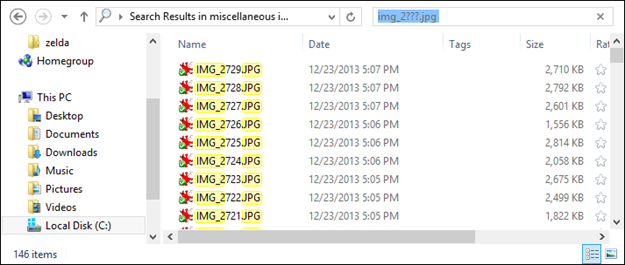 Search Results in miscellaneous i...
img_2???.jpg
zelda
Homegroup
This PC
Desktop
Documents
Downloads
Music
Pictures
Videos
Local Disk (C:)
Name Date Tags Size Rat
IMG_2729.JPG 12/23/2013 5:07 PM 2,710 KB
IMG_2728.JPG 12/23/2013 5:07 PM 2,792 KB
IMG_2727.JPG 12/23/2013 5:07 PM 2,601 KB
IMG_2726.JPG 12/23/2013 5:06 PM 1,556 KB
IMG_2725.JPG 12/23/2013 5:06 PM 2,814 KB
IMG_2724.JPG 12/23/2013 5:06 PM 2,058 KB
IMG_2723.JPG 12/23/2013 5:05 PM 2,675 KB
IMG_2722.JPG 12/23/2013 5:05 PM 2,499 KB
IMG_2721.JPG 12/23/2013 5:05 PM 1,822 KB
146 items